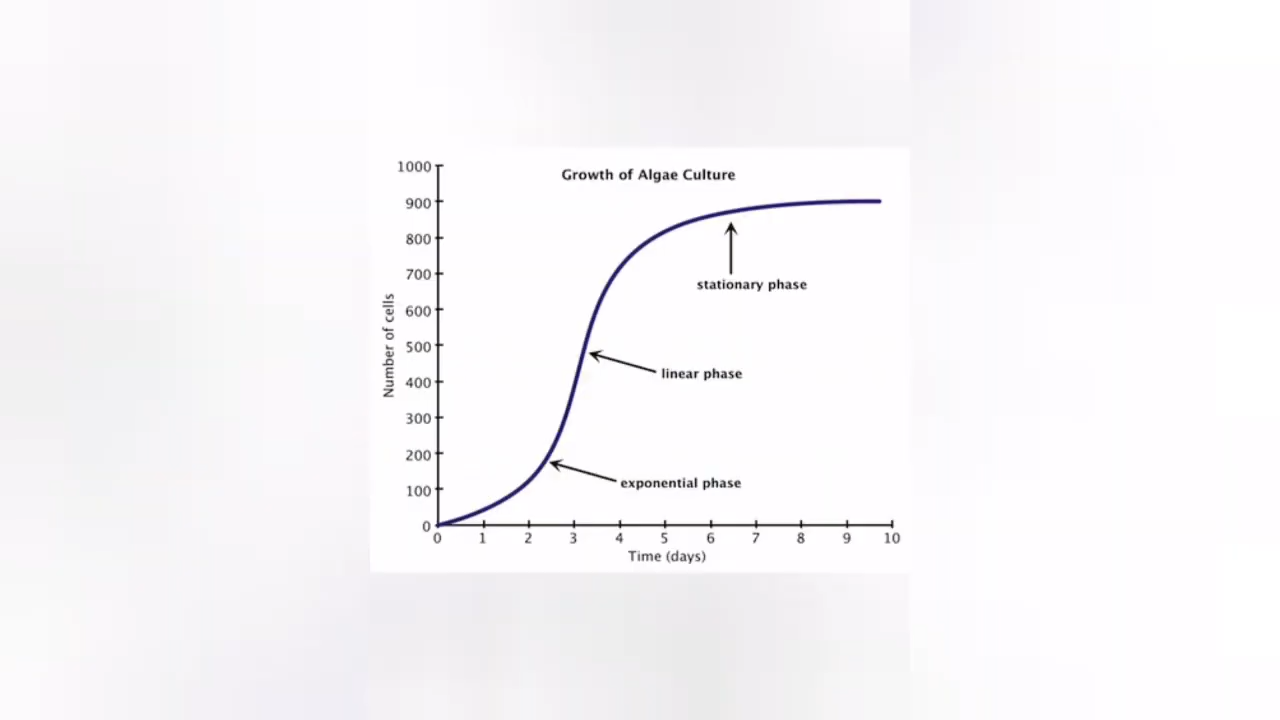 Growth of Algae Culture
1000
900
800
700
600
500
400
300
200
100
0
Number of cells
stationary phase
linear phase
exponential phase
0 1 2 3 4 5 6 7 8 9 10
Time (days)